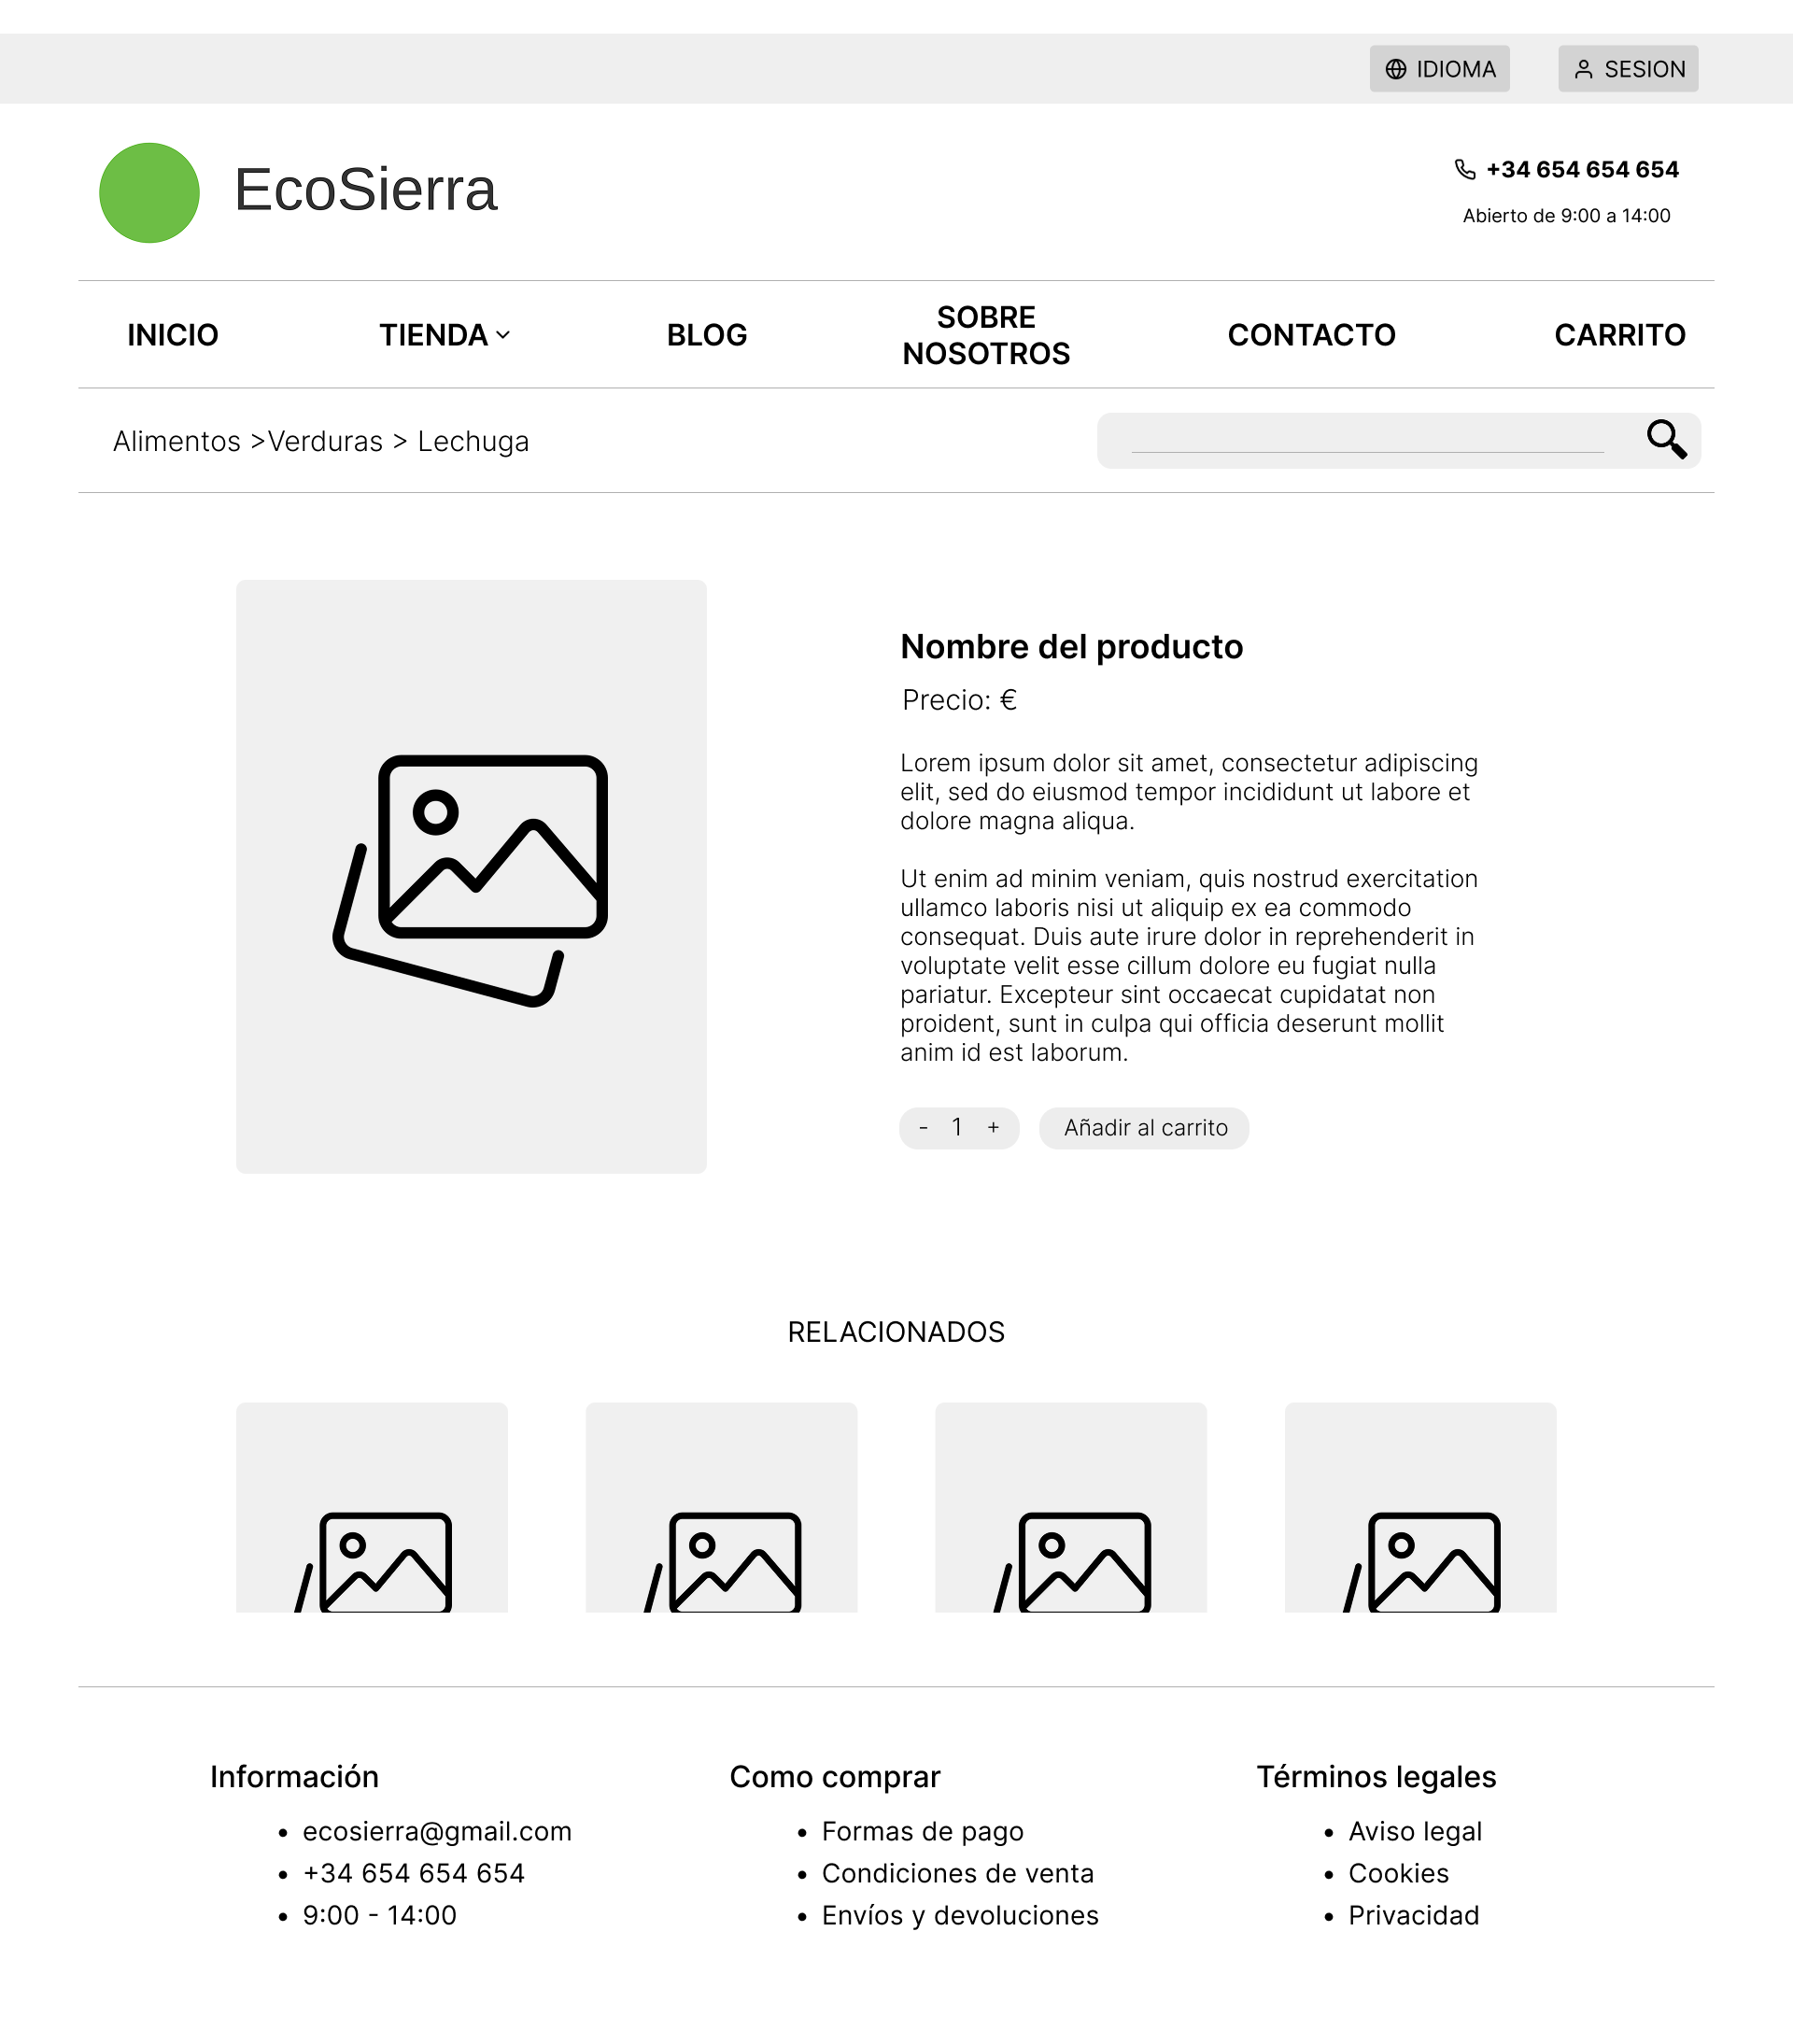 IDIOMA
SESION
EcoSierra
+34 654 654 654
Abierto de 9:00 a 14:00
INICIO
TIENDA
BLOG
SOBRE
NOSOTROS
CONTACTO
CARRITO
Alimentos >Verduras > Lechuga
Nombre del producto
Precio: €
Lorem ipsum dolor sit amet, consectetur adipiscing
elit, sed do eiusmod tempor incididunt ut labore et
dolore magna aliqua.
Ut enim ad minim veniam, quis nostrud exercitation
ullamco laboris nisi ut aliquip ex ea commodo
consequat. Duis aute irure dolor in reprehenderit in
voluptate velit esse cillum dolore eu fugiat nulla
pariatur. Excepteur sint occaecat cupidatat non
proident, sunt in culpa qui officia deserunt mollit
anim id est laborum.
- 1 +
Añadir al carrito
RELACIONADOS
Información
• ecosierra@gmail.com
• +34 654 654 654
• 9:00 - 14:00
Como comprar
• Formas de pago
• Condiciones de venta
• Envíos y devoluciones
Términos legales
• Aviso legal
• Cookies
• Privacidad